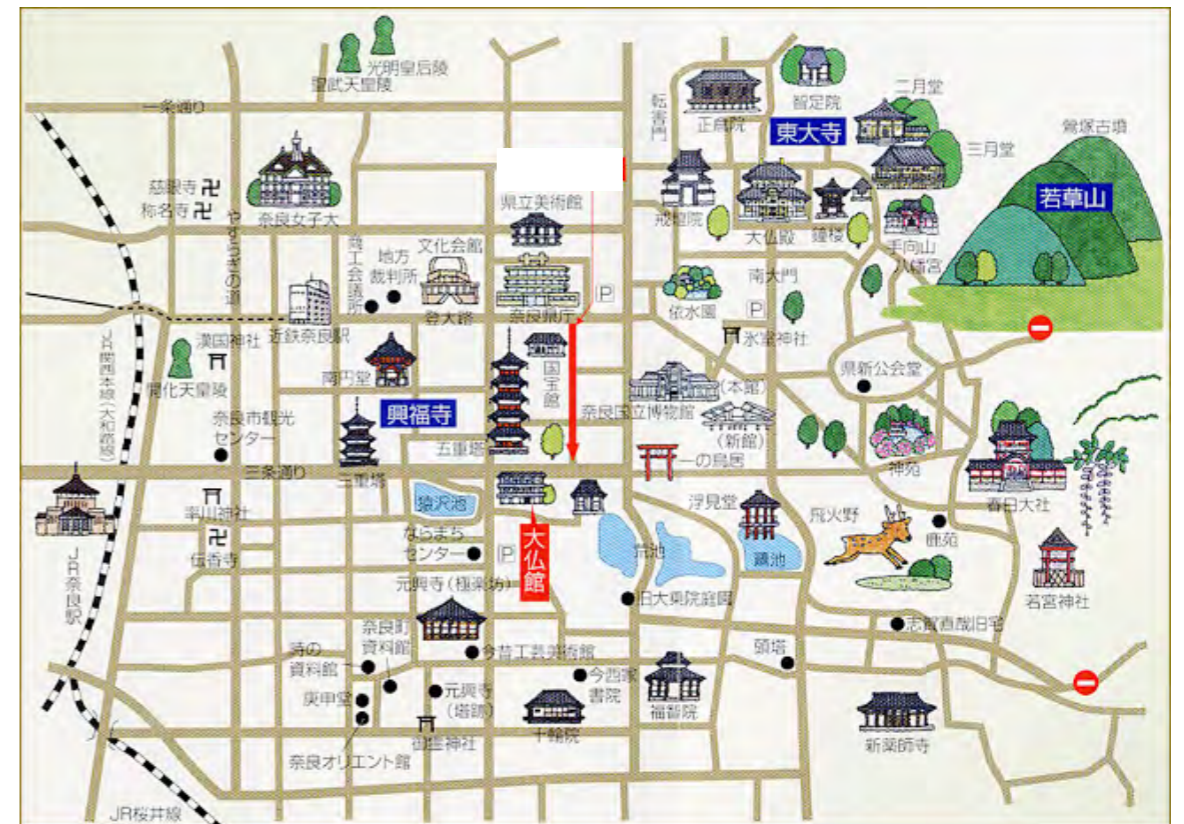 光明皇后陵
聖武天皇陵
一条通り
転害門
正倉院
智足院
二月堂
東大寺
三月堂
鶯塚古墳
若草山
慈眼寺
称名寺
奈良女子大
やすらぎの道
県立美術館
戒壇院
大仏殿
鐘楼
手向山
八幡宮
商工会議所
地方
裁判所
文化会館
登大路
奈良県庁
P
依水園
南大門
P
氷室神社
近鉄奈良駅
漢国神社
開化天皇陵
JR関西本線(大和路線)
南円堂
国宝館
奈良国立博物館
(本館)
(新館)
県新公会堂
興福寺
奈良市観光
センター
五重塔
三重塔
三条通り
一の鳥居
神苑
春日大社
率川神社
伝香寺
JR奈良駅
猿沢池
ならまち
センター
P
大仏館
荒池
浮見堂
鷺池
飛火野
鹿苑
若宮神社
元興寺(極楽坊)
旧大乗院庭園
志賀直哉旧宅
奈良町
資料館
時の
資料館
今昔工芸美術館
今西家
書院
頭塔
庚申堂
元興寺
(塔跡)
御霊神社
十輪院
福智院
新薬師寺
奈良オリエント館
JR桜井線